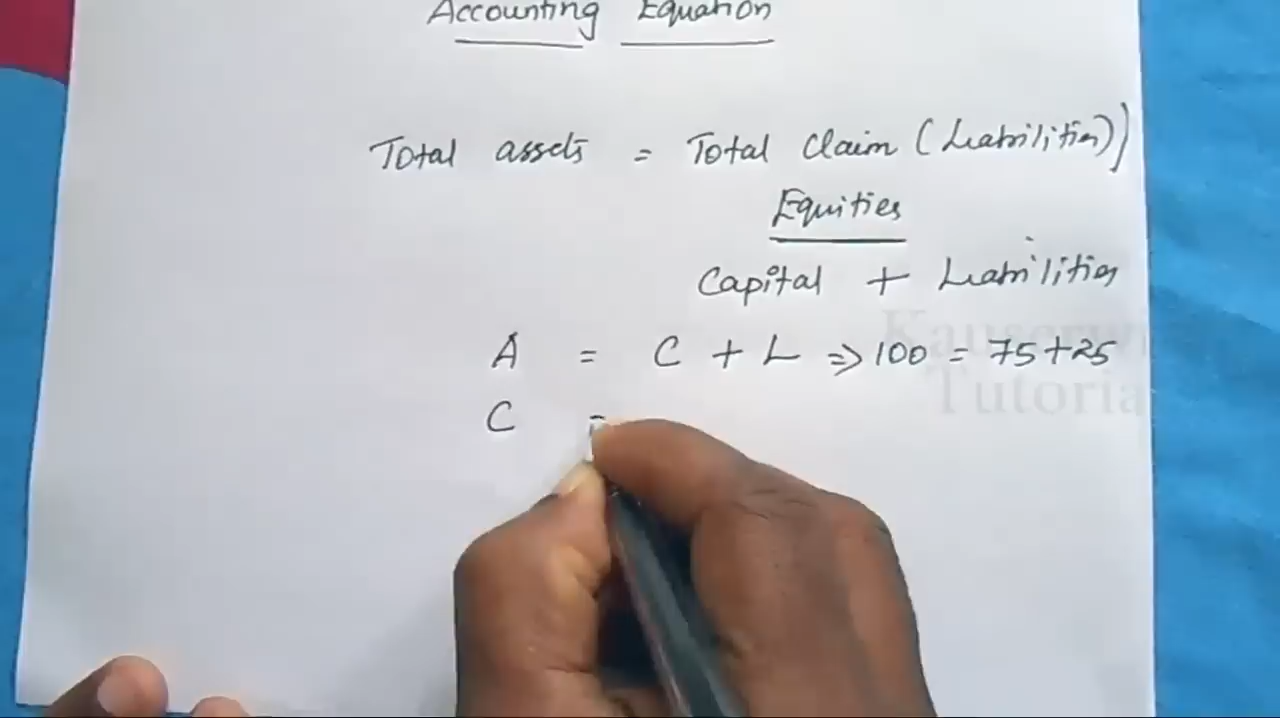 Accounting Equation
Total assets = Total Claim (Liabilities))
Equities
Capital + Liabilities
A = C + L => 100 = 75+25
C =